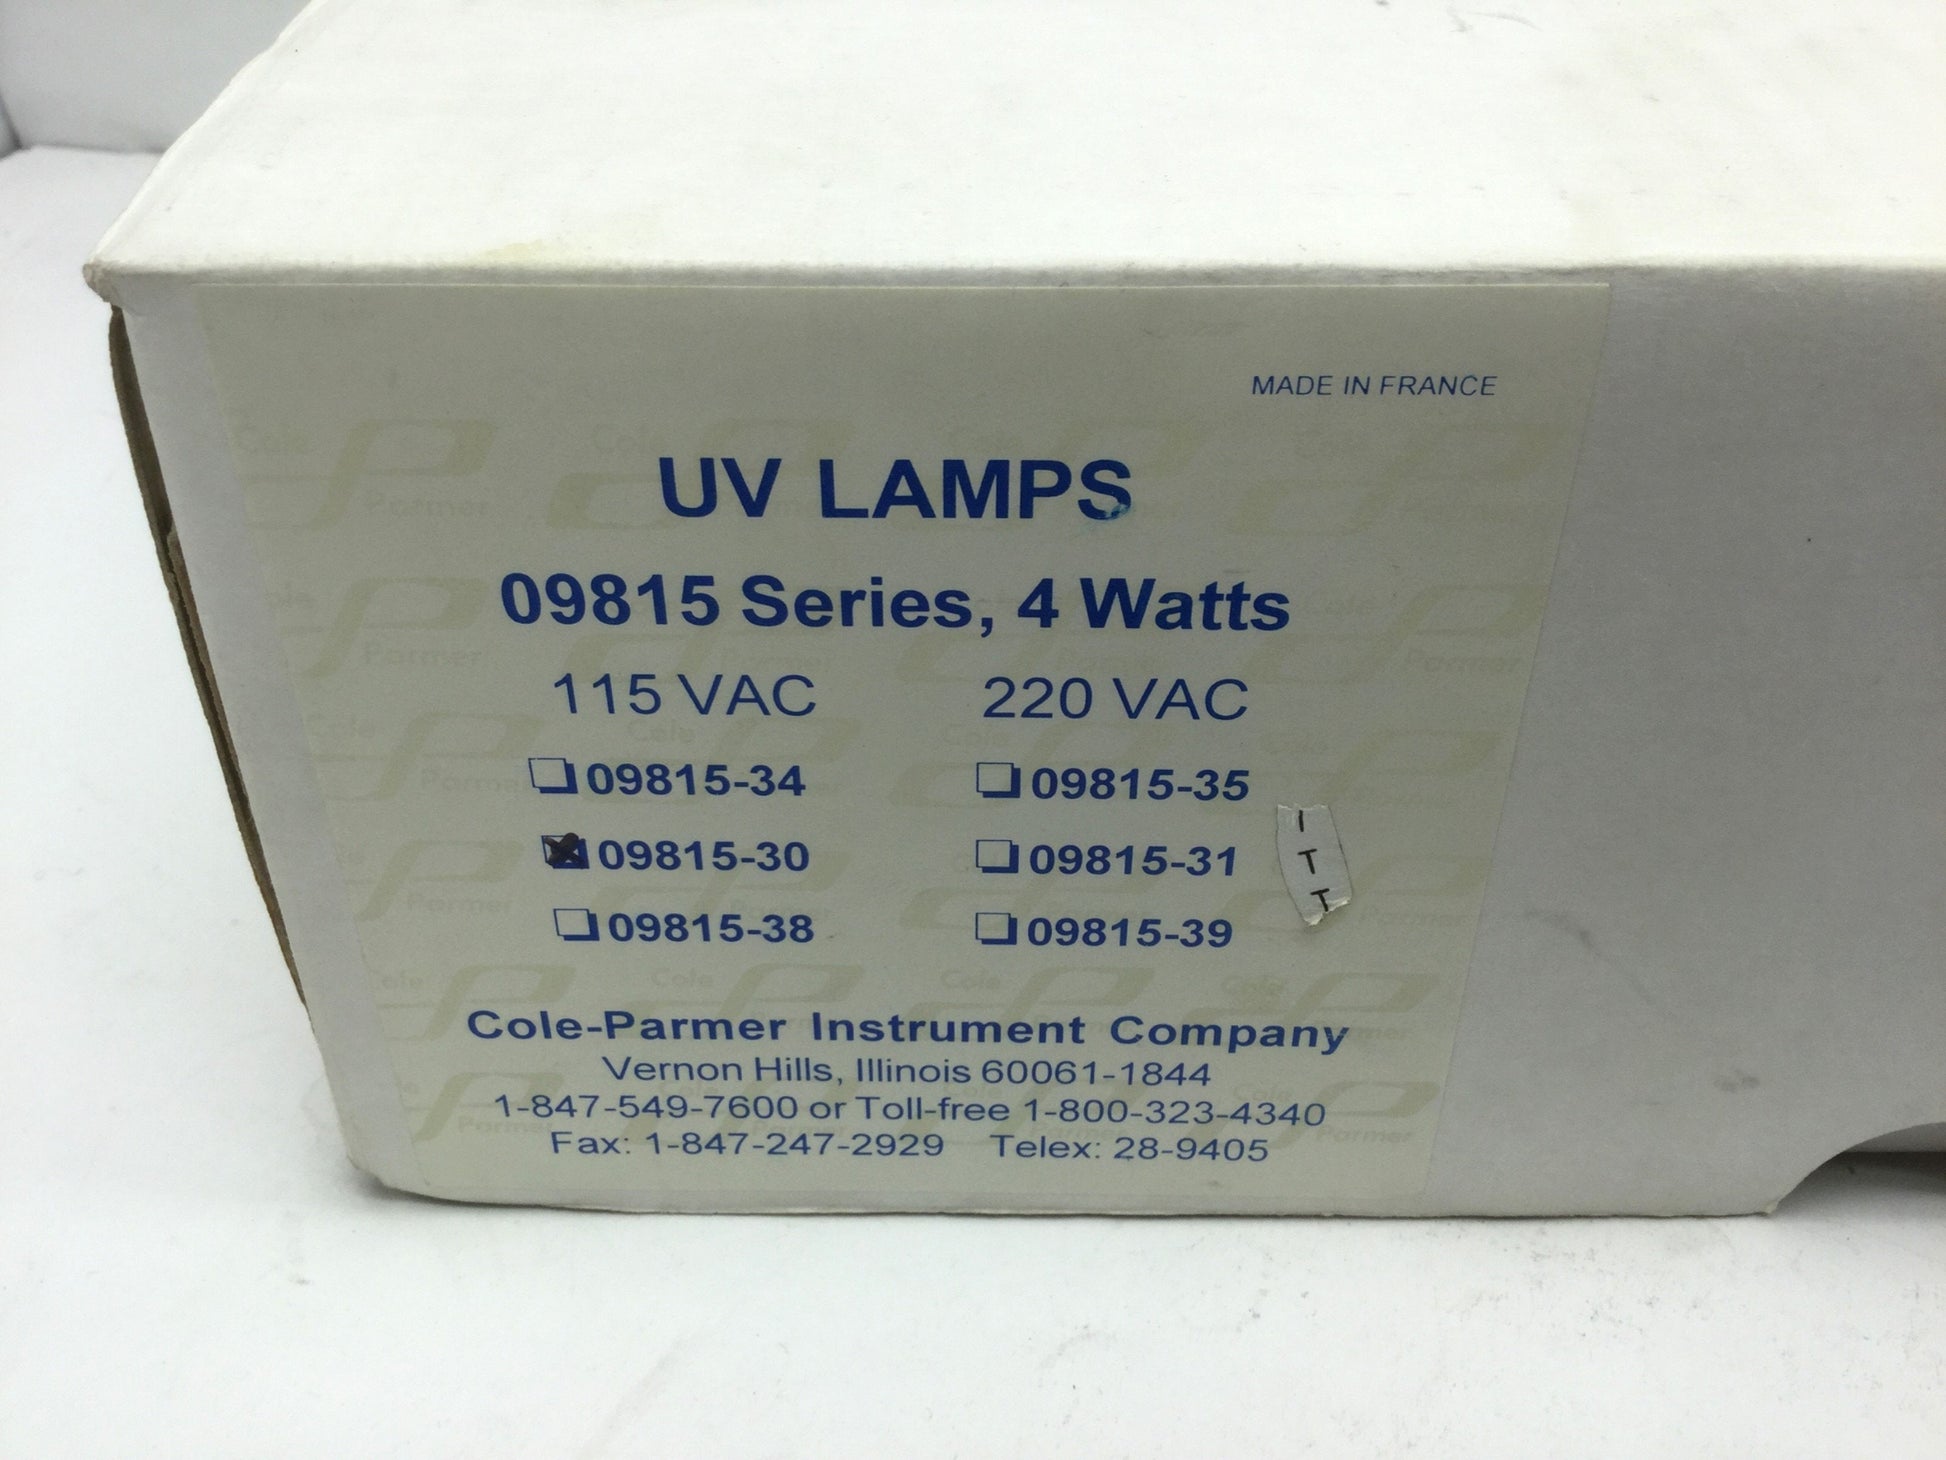 MADE IN FRANCE
UV LAMPS
09815 Series, 4 Watts
115 VAC 220 VAC
09815-34 09815-35
09815-30 09815-31
09815-38 09815-39
I
T
T
Cole-Parmer Instrument Company
Vernon Hills, Illinois 60061-1844
1-847-549-7600 or Toll-free 1-800-323-4340
Fax: 1-847-247-2929 Telex: 28-9405